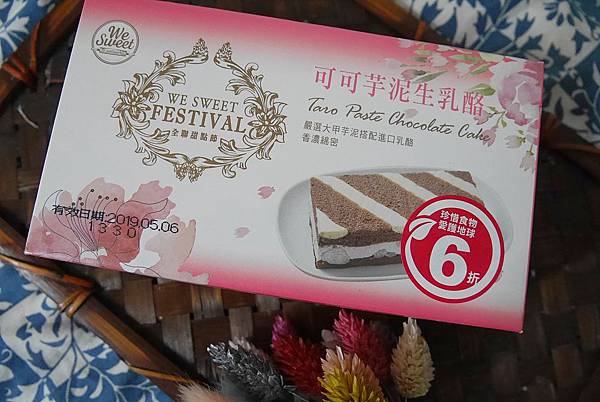 We
Sweet
WE SWEET
FESTIVAL
全聯甜點節
可可芋泥生乳酪
Taro Paste Chocolate Cake
嚴選大甲芋泥搭配進口乳酪
香濃綿密
有效日期:2019.05.06
1330
珍惜食物
愛護地球
6折